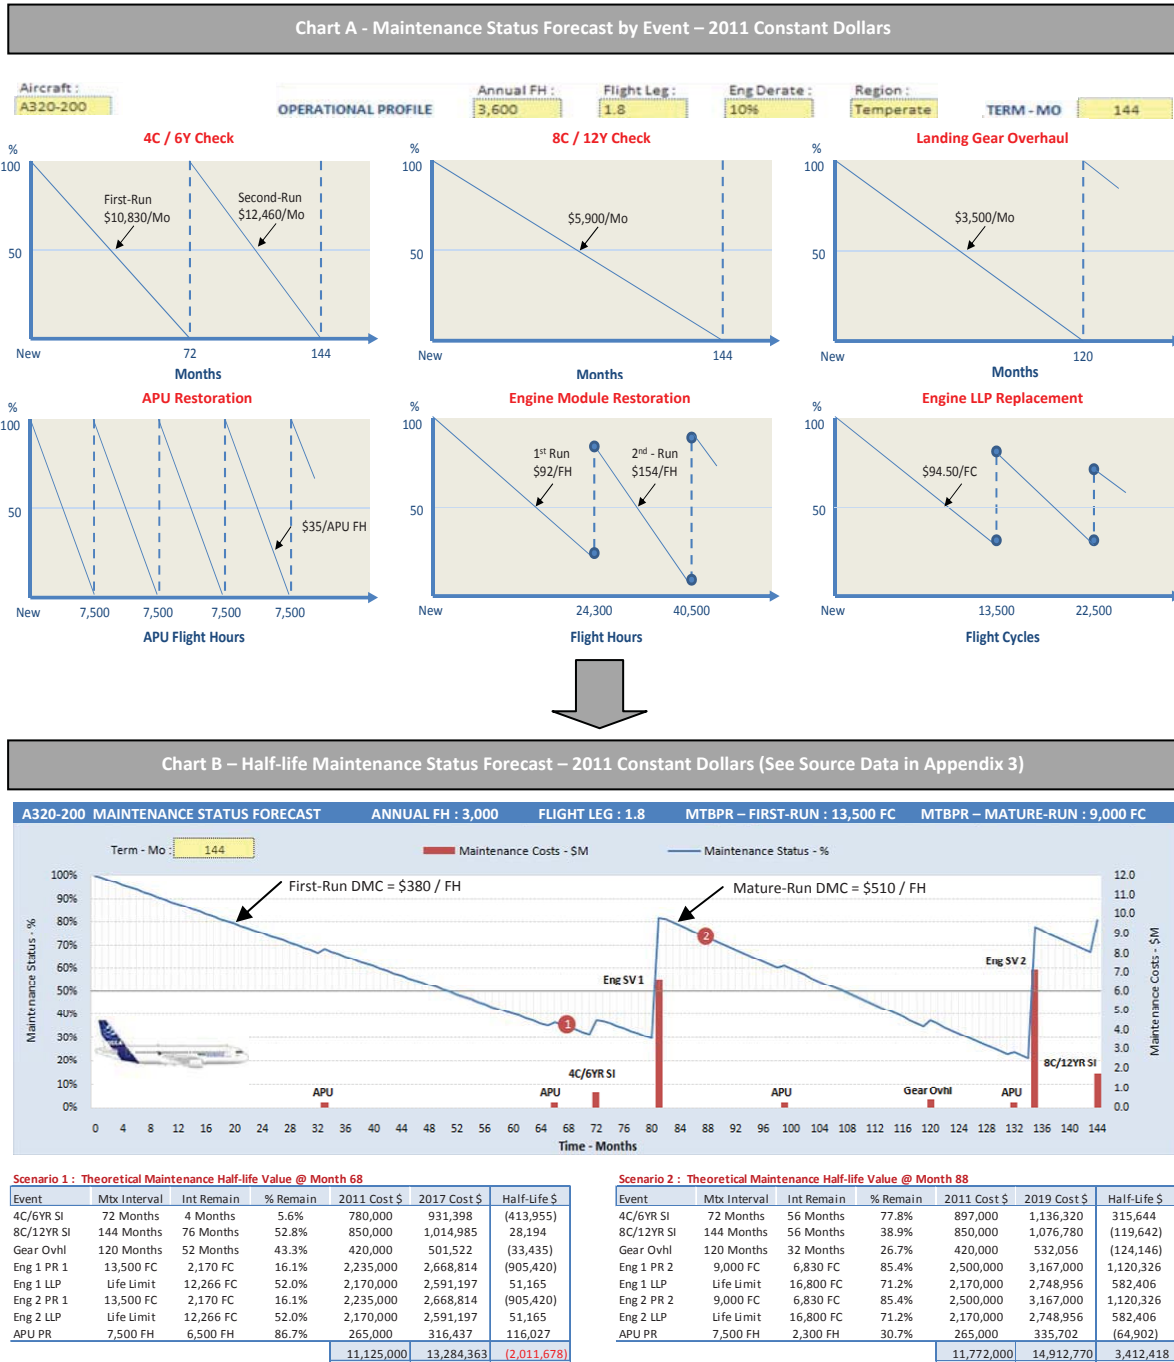 Chart A - Maintenance Status Forecast by Event – 2011 Constant Dollars
Aircraft :
A320-200
OPERATIONAL PROFILE
Annual FH :
3,600
Flight Leg :
1.8
Eng Derate :
10%
Region :
Temperate
TERM - MO
144
4C / 6Y Check
%
100
50
First-Run
$10,830/Mo
Second-Run
$12,460/Mo
New
72
144
Months
8C / 12Y Check
%
100
50
$5,900/Mo
New
144
Months
Landing Gear Overhaul
%
100
50
$3,500/Mo
New
120
Months
APU Restoration
%
100
50
$35/APU FH
New
7,500
7,500
7,500
7,500
APU Flight Hours
Engine Module Restoration
%
100
50
1st Run
$92/FH
2nd - Run
$154/FH
New
24,300
40,500
Flight Hours
Engine LLP Replacement
%
100
50
$94.50/FC
New
13,500
22,500
Flight Cycles
Chart B – Half-life Maintenance Status Forecast – 2011 Constant Dollars (See Source Data in Appendix 3)
A320-200 MAINTENANCE STATUS FORECAST ANNUAL FH : 3,000 FLIGHT LEG : 1.8 MTBPR – FIRST-RUN : 13,500 FC MTBPR – MATURE-RUN : 9,000 FC
Term - Mo : 144
Maintenance Costs - $M
Maintenance Status - %
First-Run DMC = $380 / FH
Mature-Run DMC = $510 / FH
Maintenance Status - %
100%
90%
80%
70%
60%
50%
40%
30%
20%
10%
0%
Maintenance Costs - $M
12.0
11.0
10.0
9.0
8.0
7.0
6.0
5.0
4.0
3.0
2.0
1.0
0.0
1
2
APU
APU
4C/6YR SI
Eng SV 1
APU
Gear Ovhl
APU
Eng SV 2
8C/12YR SI
0 4 8 12 16 20 24 28 32 36 40 44 48 52 56 60 64 68 72 76 80 84 88 92 96 100 104 108 112 116 120 124 128 132 136 140 144
Time - Months
Scenario 1 : Theoretical Maintenance Half-life Value @ Month 68
Event Mtx Interval Int Remain % Remain 2011 Cost $ 2017 Cost $ Half-Life $
4C/6YR SI 72 Months 4 Months 5.6% 780,000 931,398 (413,955)
8C/12YR SI 144 Months 76 Months 52.8% 850,000 1,014,985 28,194
Gear Ovhl 120 Months 52 Months 43.3% 420,000 501,522 (33,435)
Eng 1 PR 1 13,500 FC 2,170 FC 16.1% 2,235,000 2,668,814 (905,420)
Eng 1 LLP Life Limit 12,266 FC 52.0% 2,170,000 2,591,197 51,165
Eng 2 PR 1 13,500 FC 2,170 FC 16.1% 2,235,000 2,668,814 (905,420)
Eng 2 LLP Life Limit 12,266 FC 52.0% 2,170,000 2,591,197 51,165
APU PR 7,500 FH 6,500 FH 86.7% 265,000 316,437 116,027
11,125,000 13,284,363 (2,011,678)
Scenario 2 : Theoretical Maintenance Half-life Value @ Month 88
Event Mtx Interval Int Remain % Remain 2011 Cost $ 2019 Cost $ Half-Life $
4C/6YR SI 72 Months 56 Months 77.8% 897,000 1,136,320 315,644
8C/12YR SI 144 Months 56 Months 38.9% 850,000 1,076,780 (119,642)
Gear Ovhl 120 Months 32 Months 26.7% 420,000 532,056 (124,146)
Eng 1 PR 2 9,000 FC 6,830 FC 85.4% 2,500,000 3,167,000 1,120,326
Eng 1 LLP Life Limit 16,800 FC 71.2% 2,170,000 2,748,956 582,406
Eng 2 PR 2 9,000 FC 6,830 FC 85.4% 2,500,000 3,167,000 1,120,326
Eng 2 LLP Life Limit 16,800 FC 71.2% 2,170,000 2,748,956 582,406
APU PR 7,500 FH 2,300 FH 30.7% 265,000 335,702 (64,902)
11,772,000 14,912,770 3,412,418